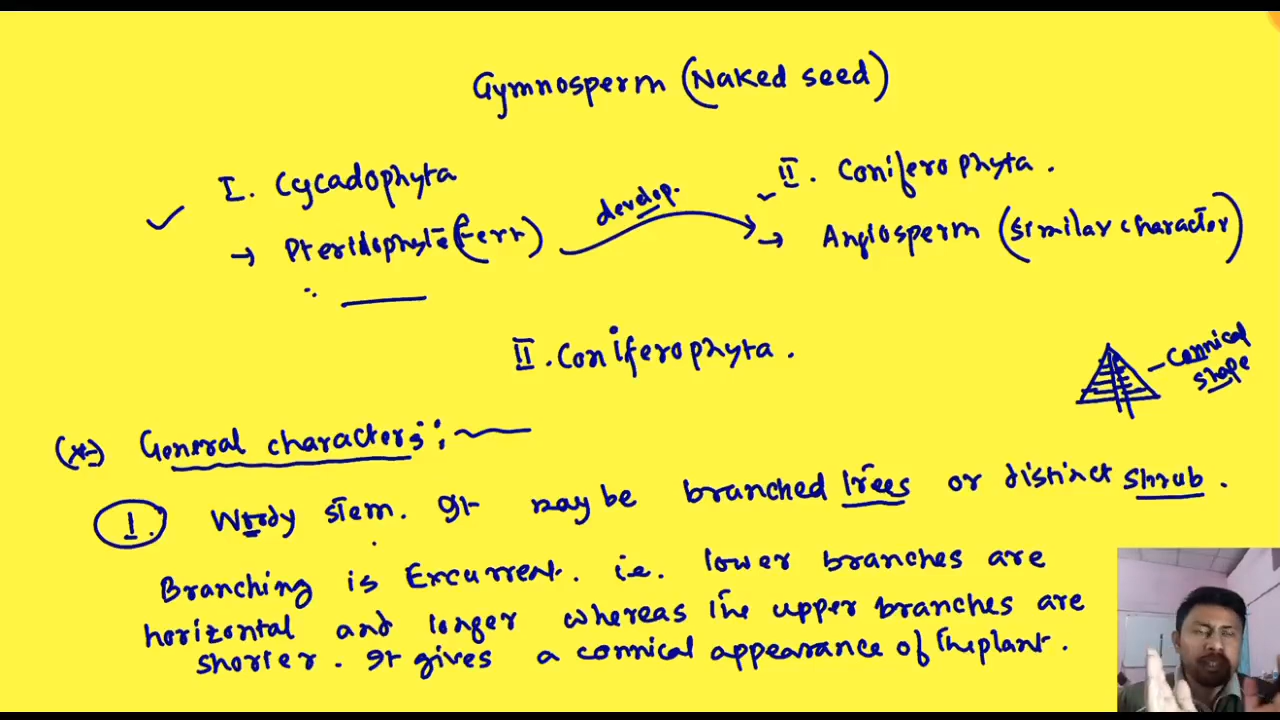 Gymnosperm (Naked seed)
I. Cycadophyta
II. Coniferophyta.
→ Pteridophyte (Fern)
develop.
→ Angiosperm (similar character)
II. Coniferophyta.
Connical shape
(*) General characters:
1. Woody stem. It may be branched trees or distinct shrub.
Branching is Excurrent. i.e. lower branches are
horizontal and longer whereas the upper branches are
shorter. It gives a connical appearance of the plant.